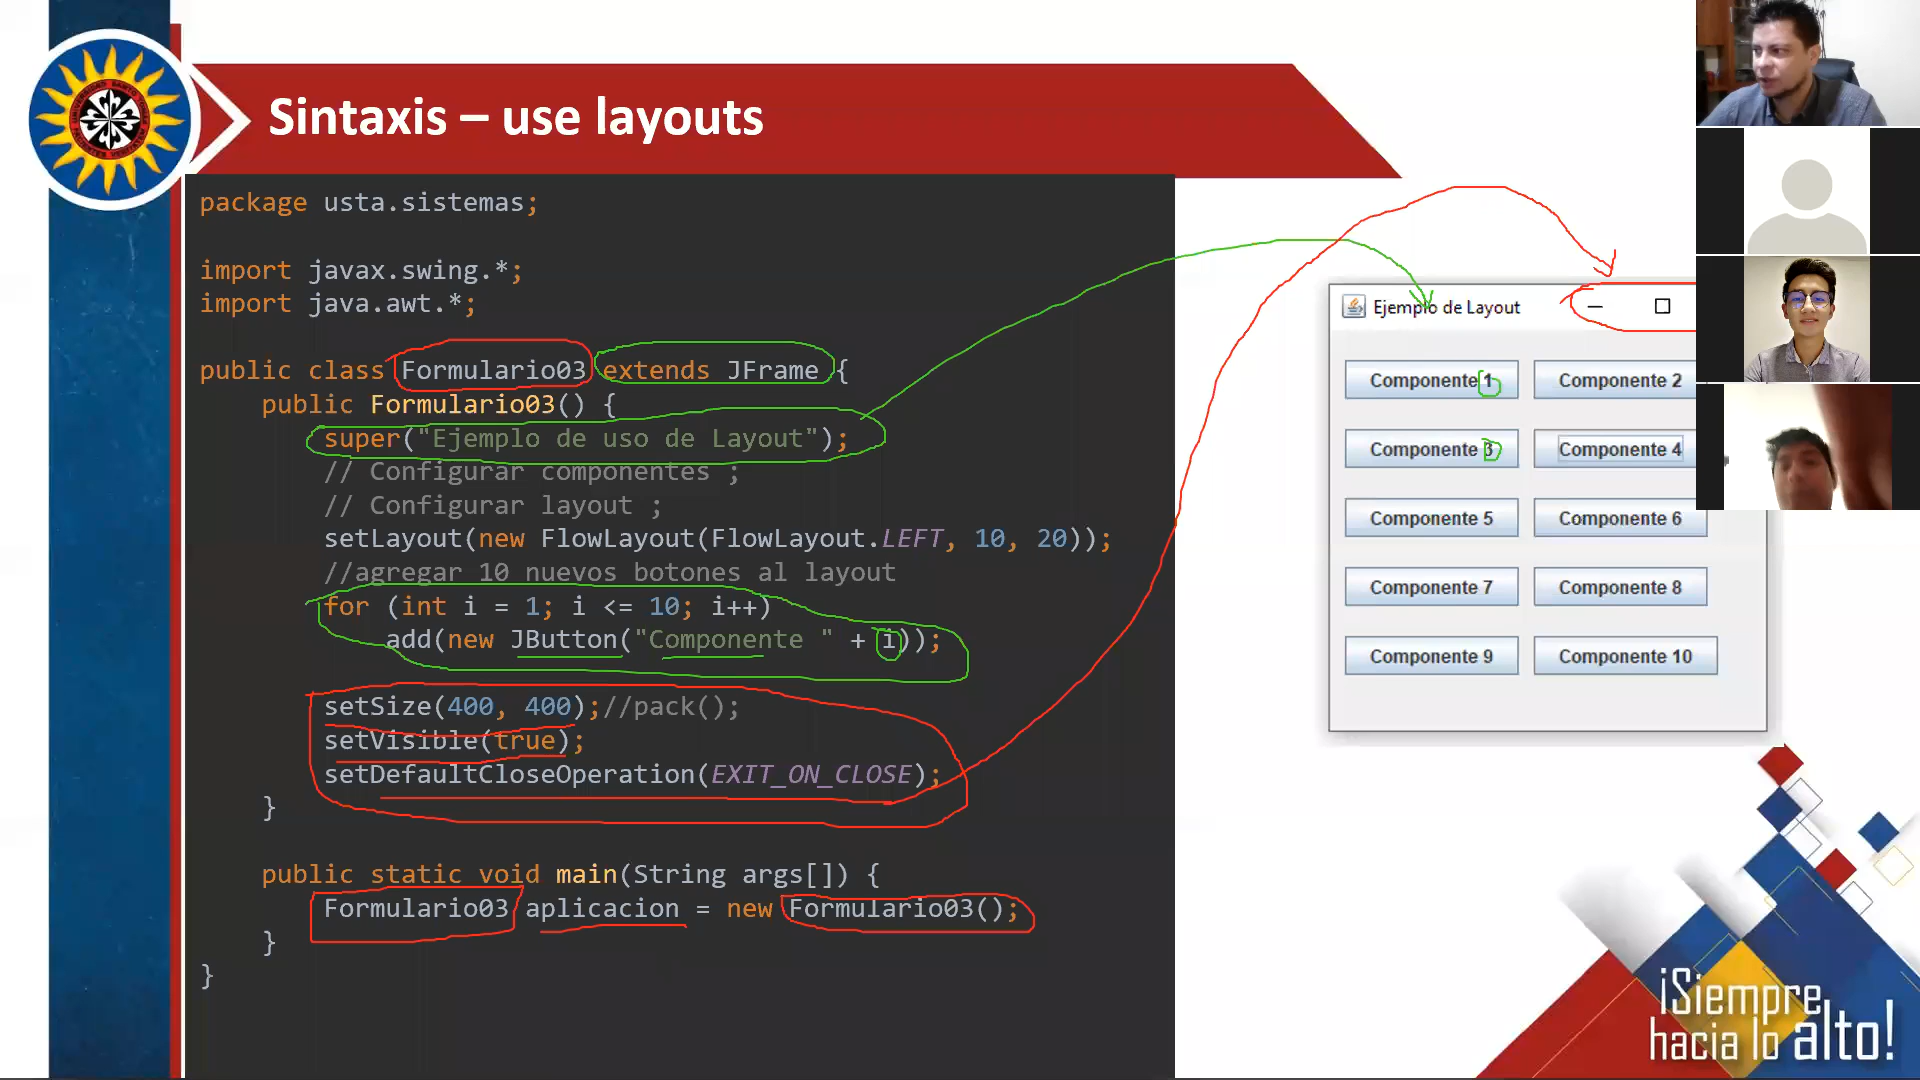 Sintaxis – use layouts
package usta.sistemas;
import javax.swing.*;
import java.awt.*;
public class Formulario03 extends JFrame {
public Formulario03() {
super("Ejemplo de uso de Layout");
// Configurar componentes ;
// Configurar layout ;
setLayout(new FlowLayout(FlowLayout.LEFT, 10, 20));
//agregar 10 nuevos botones al layout
for (int i = 1; i <= 10; i++)
add(new JButton("Componente " + i));
setSize(400, 400);//pack();
setVisible(true);
setDefaultCloseOperation(EXIT_ON_CLOSE);
}
public static void main(String args[]) {
Formulario03 aplicacion = new Formulario03();
}
}
Ejemplo de Layout
Componente 1
Componente 2
Componente 3
Componente 4
Componente 5
Componente 6
Componente 7
Componente 8
Componente 9
Componente 10
¡Siempre
hacia lo alto!